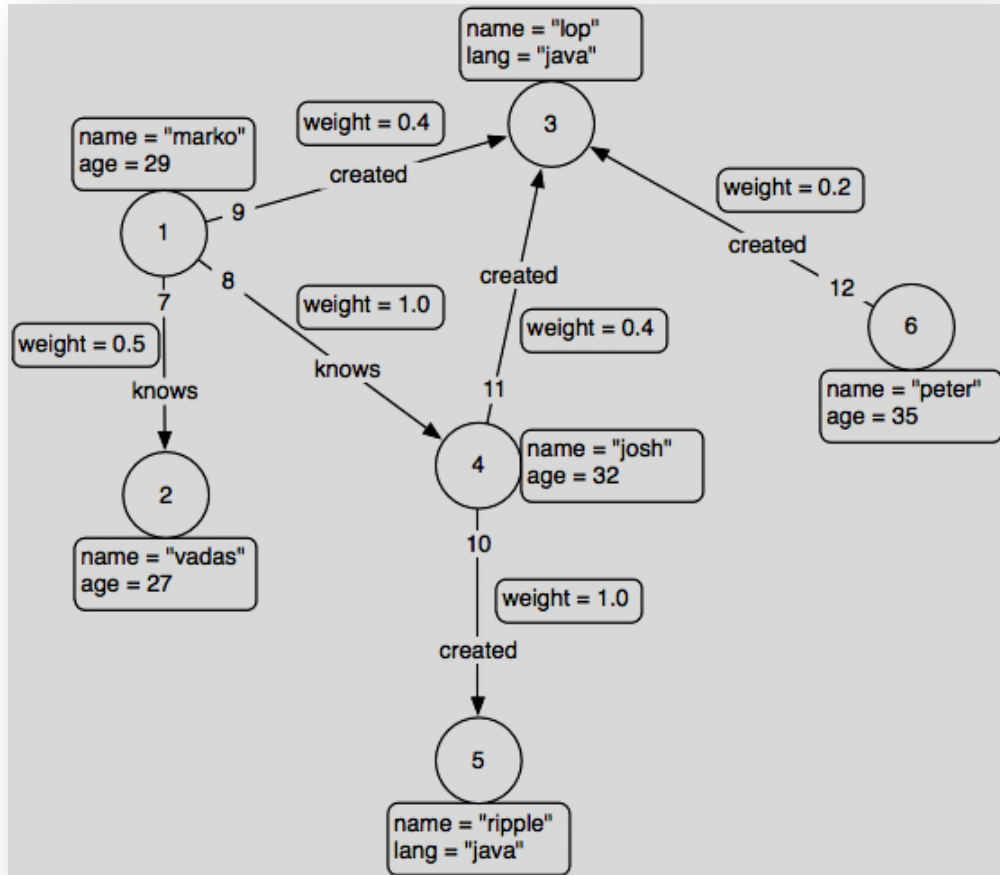 name = "lop"
lang = "java"
3
weight = 0.4
name = "marko"
age = 29
created
9
1
8
7
weight = 0.2
created
12
created
weight = 1.0
weight = 0.4
6
weight = 0.5
knows
knows
11
name = "peter"
age = 35
4
name = "josh"
age = 32
2
name = "vadas"
age = 27
10
weight = 1.0
created
5
name = "ripple"
lang = "java"